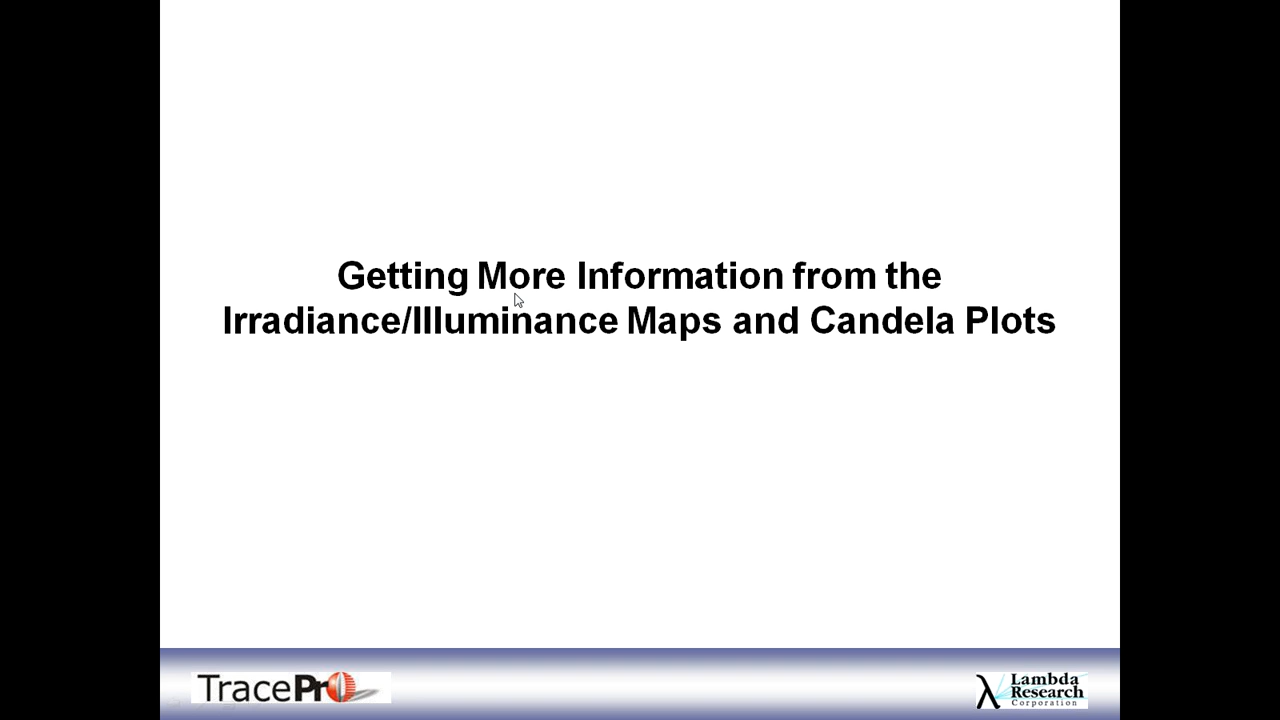 Getting More Information from the
Irradiance/Illuminance Maps and Candela Plots
TracePro
Lambda
Research
Corporation